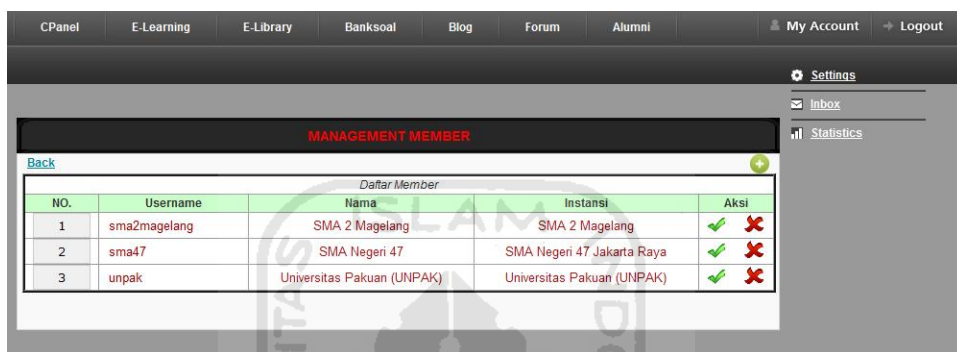 CPanel E-Learning E-Library Banksoal Blog Forum Alumni My Account Logout
Settings
Inbox
Statistics
MANAGEMENT MEMBER
Back
Daftar Member
NO. Username Nama Instansi Aksi
1 sma2magelang SMA 2 Magelang SMA 2 Magelang
2 sma47 SMA Negeri 47 SMA Negeri 47 Jakarta Raya
3 unpak Universitas Pakuan (UNPAK) Universitas Pakuan (UNPAK)
ISLAM